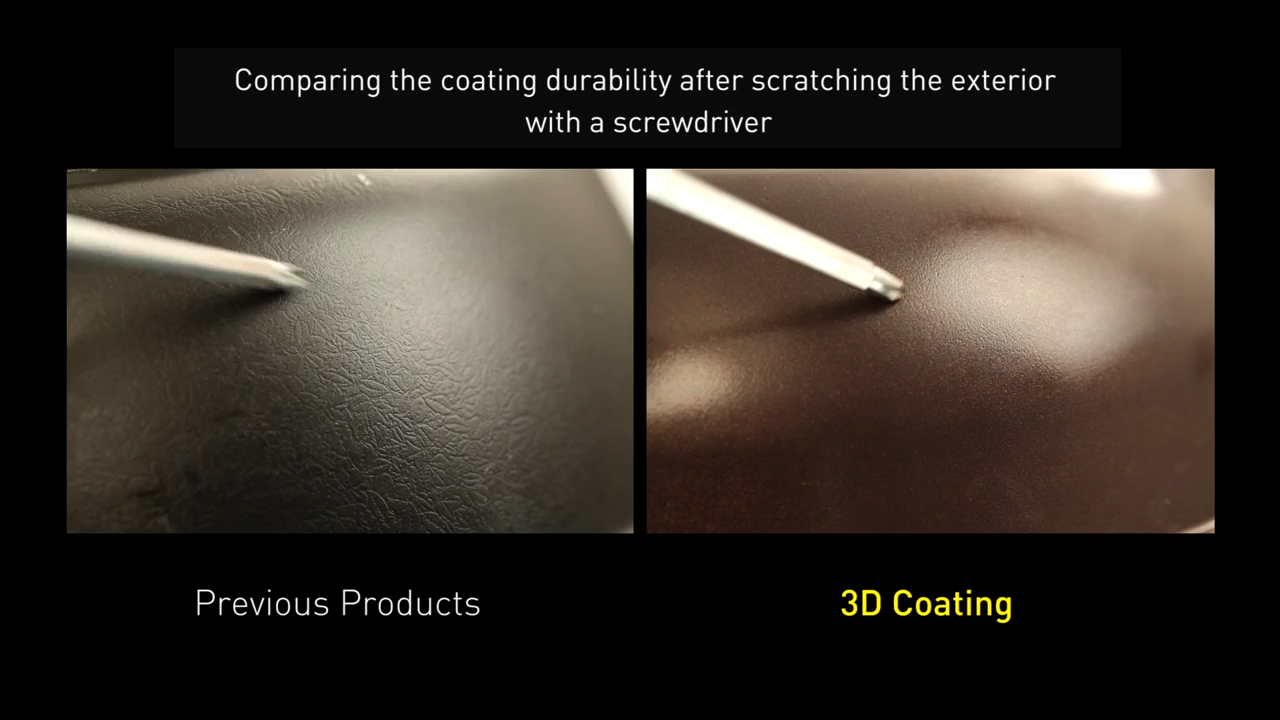 Comparing the coating durability after scratching the exterior
with a screwdriver
Previous Products
3D Coating